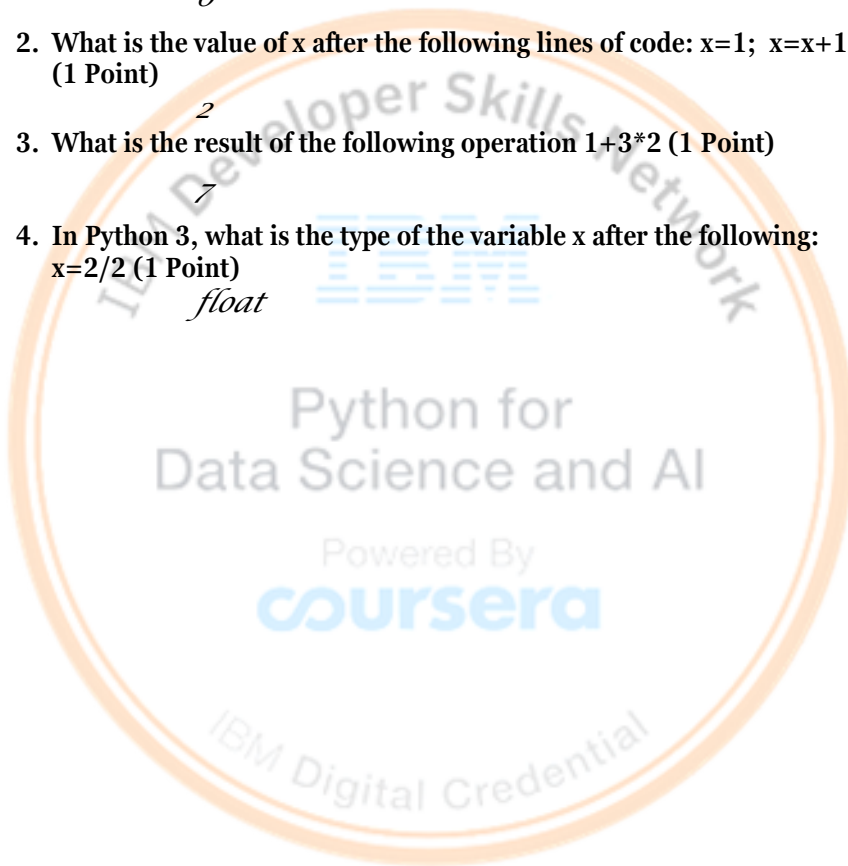 2. What is the value of x after the following lines of code: x=1; x=x+1
(1 Point)
2
3. What is the result of the following operation 1+3*2 (1 Point)
7
4. In Python 3, what is the type of the variable x after the following:
x=2/2 (1 Point)
float
IBM Developer Skills Network
IBM
Python for
Data Science and AI
Powered By
coursera
IBM Digital Credential